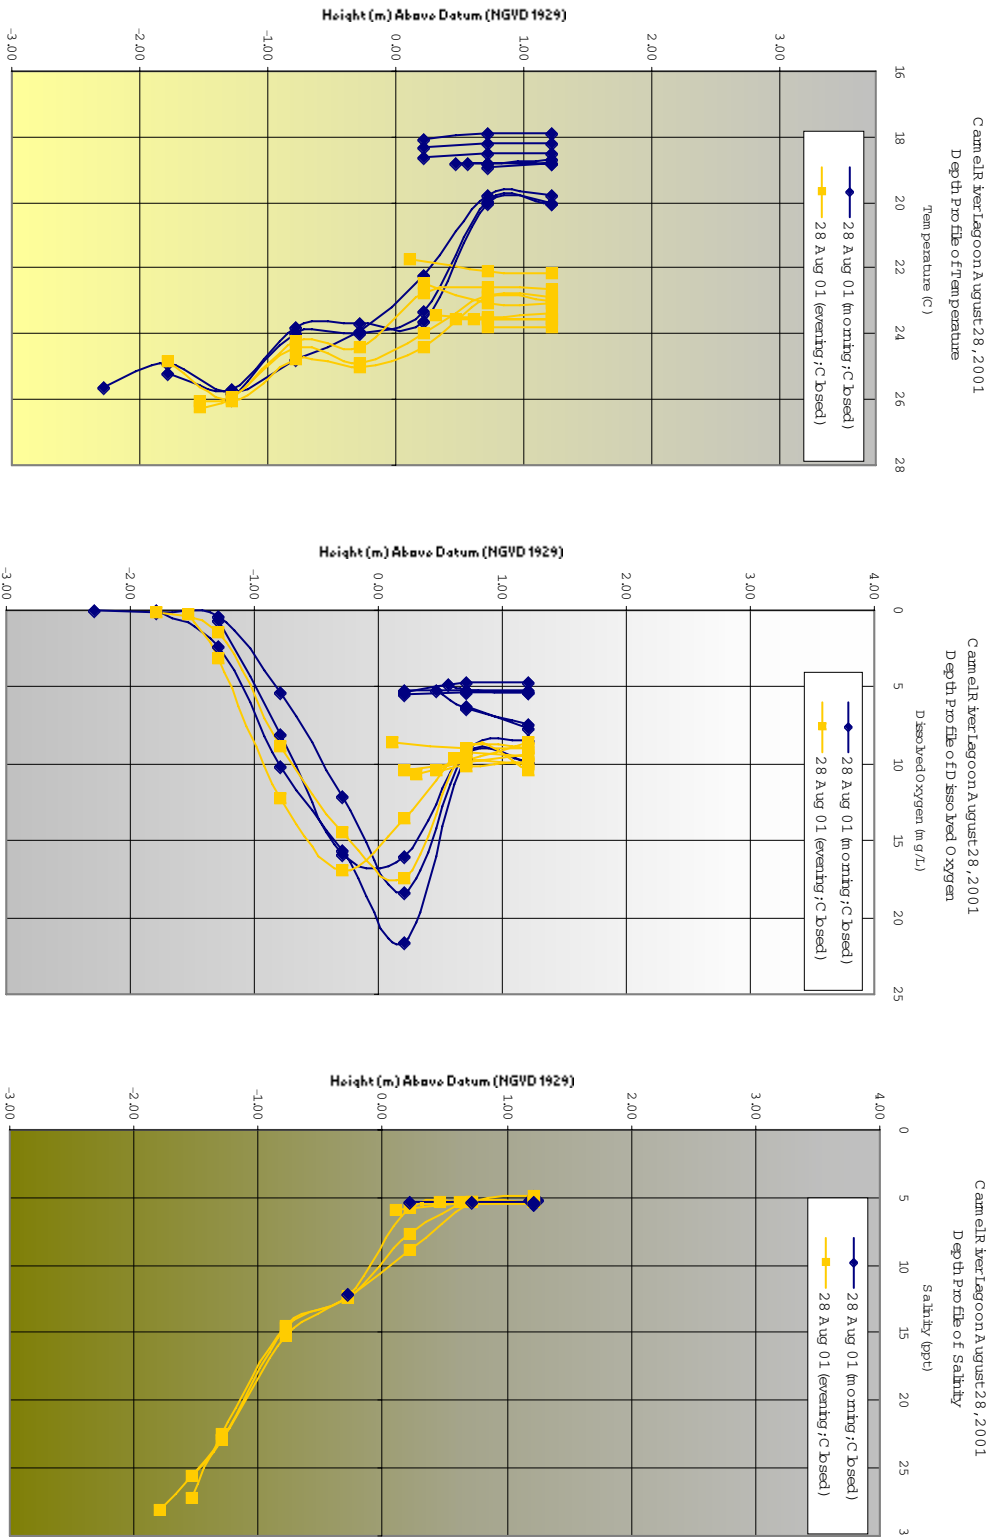 Carmel River Lagoon August 28, 2001
Depth Profile of Temperature
Temperature (C)
16
18
20
22
24
26
28
3.00
2.00
1.00
0.00
-1.00
-2.00
-3.00
Height (m) Above Datum (NGVD 1929)
28 Aug 01 (morning; Closed)
28 Aug 01 (evening; Closed)
Carmel River Lagoon August 28, 2001
Depth Profile of Dissolved Oxygen
Dissolved Oxygen (mg/L)
0
5
10
15
20
25
4.00
3.00
2.00
1.00
0.00
-1.00
-2.00
-3.00
Height (m) Above Datum (NGVD 1929)
28 Aug 01 (morning; Closed)
28 Aug 01 (evening; Closed)
Carmel River Lagoon August 28, 2001
Depth Profile of Salinity
Salinity (ppt)
0
5
10
15
20
25
3
4.00
3.00
2.00
1.00
0.00
-1.00
-2.00
-3.00
Height (m) Above Datum (NGVD 1929)
28 Aug 01 (morning; Closed)
28 Aug 01 (evening; Closed)